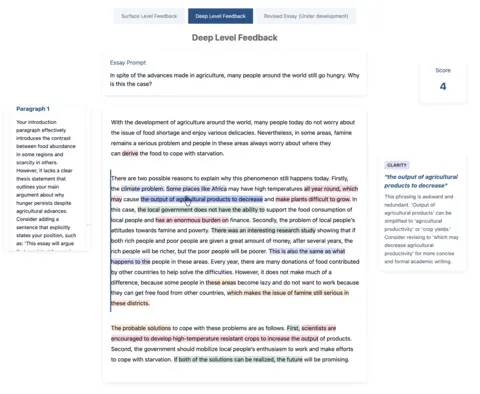 Surface Level Feedback
Deep Level Feedback
Revised Essay (Under development)
Deep Level Feedback
Essay Prompt
In spite of the advances made in agriculture, many people around the world still go hungry. Why
is this the case?
Score
4
Paragraph 1
Your introduction
paragraph effectively
introduces the contrast
between food abundance
in some regions and
scarcity in others.
However, it lacks a clear
thesis statement that
outlines your main
argument about why
hunger persists despite
agricultural advances.
Consider adding a
sentence that explicitly
states your position, such
as: 'This essay will argue
With the development of agriculture around the world, many people today do not worry about
the issue of food shortage and enjoy various delicacies. Nevertheless, in some areas, famine
remains a serious problem and people in these areas always worry about where they
can derive the food to cope with starvation.
There are two possible reasons to explain why this phenomenon still happens today. Firstly,
the climate problem. Some places like Africa may have high temperatures all year round, which
may cause the output of agricultural products to decrease and make plants difficult to grow. In
this case, the local government does not have the ability to support the food consumption of
local people and has an enormous burden on finance. Secondly, the problem of local people's
attitudes towards famine and poverty. There was an interesting research study showing that if
both rich people and poor people are given a great amount of money, after several years, the
rich people will be richer, but the poor people will be poorer. This is also the same as what
happens to the people in these areas. Every year, there are many donations of food contributed
by other countries to help solve the difficulties. However, it does not make much of a
difference, because some people in these areas become lazy and do not want to work because
they can get free food from other countries, which makes the issue of famine still serious in
these districts.
The probable solutions to cope with these problems are as follows. First, scientists are
encouraged to develop high-temperature resistant crops to increase the output of products.
Second, the government should mobilize local people's enthusiasm to work and make efforts
to cope with starvation. If both of the solutions can be realized, the future will be promising.
CLARITY
"the output of agricultural
products to decrease"
This phrasing is awkward and
redundant. 'Output of
agricultural products' can be
simplified to 'agricultural
productivity' or 'crop yields.'
Consider revising to 'which may
decrease agricultural
productivity' for more concise
and formal academic writing.